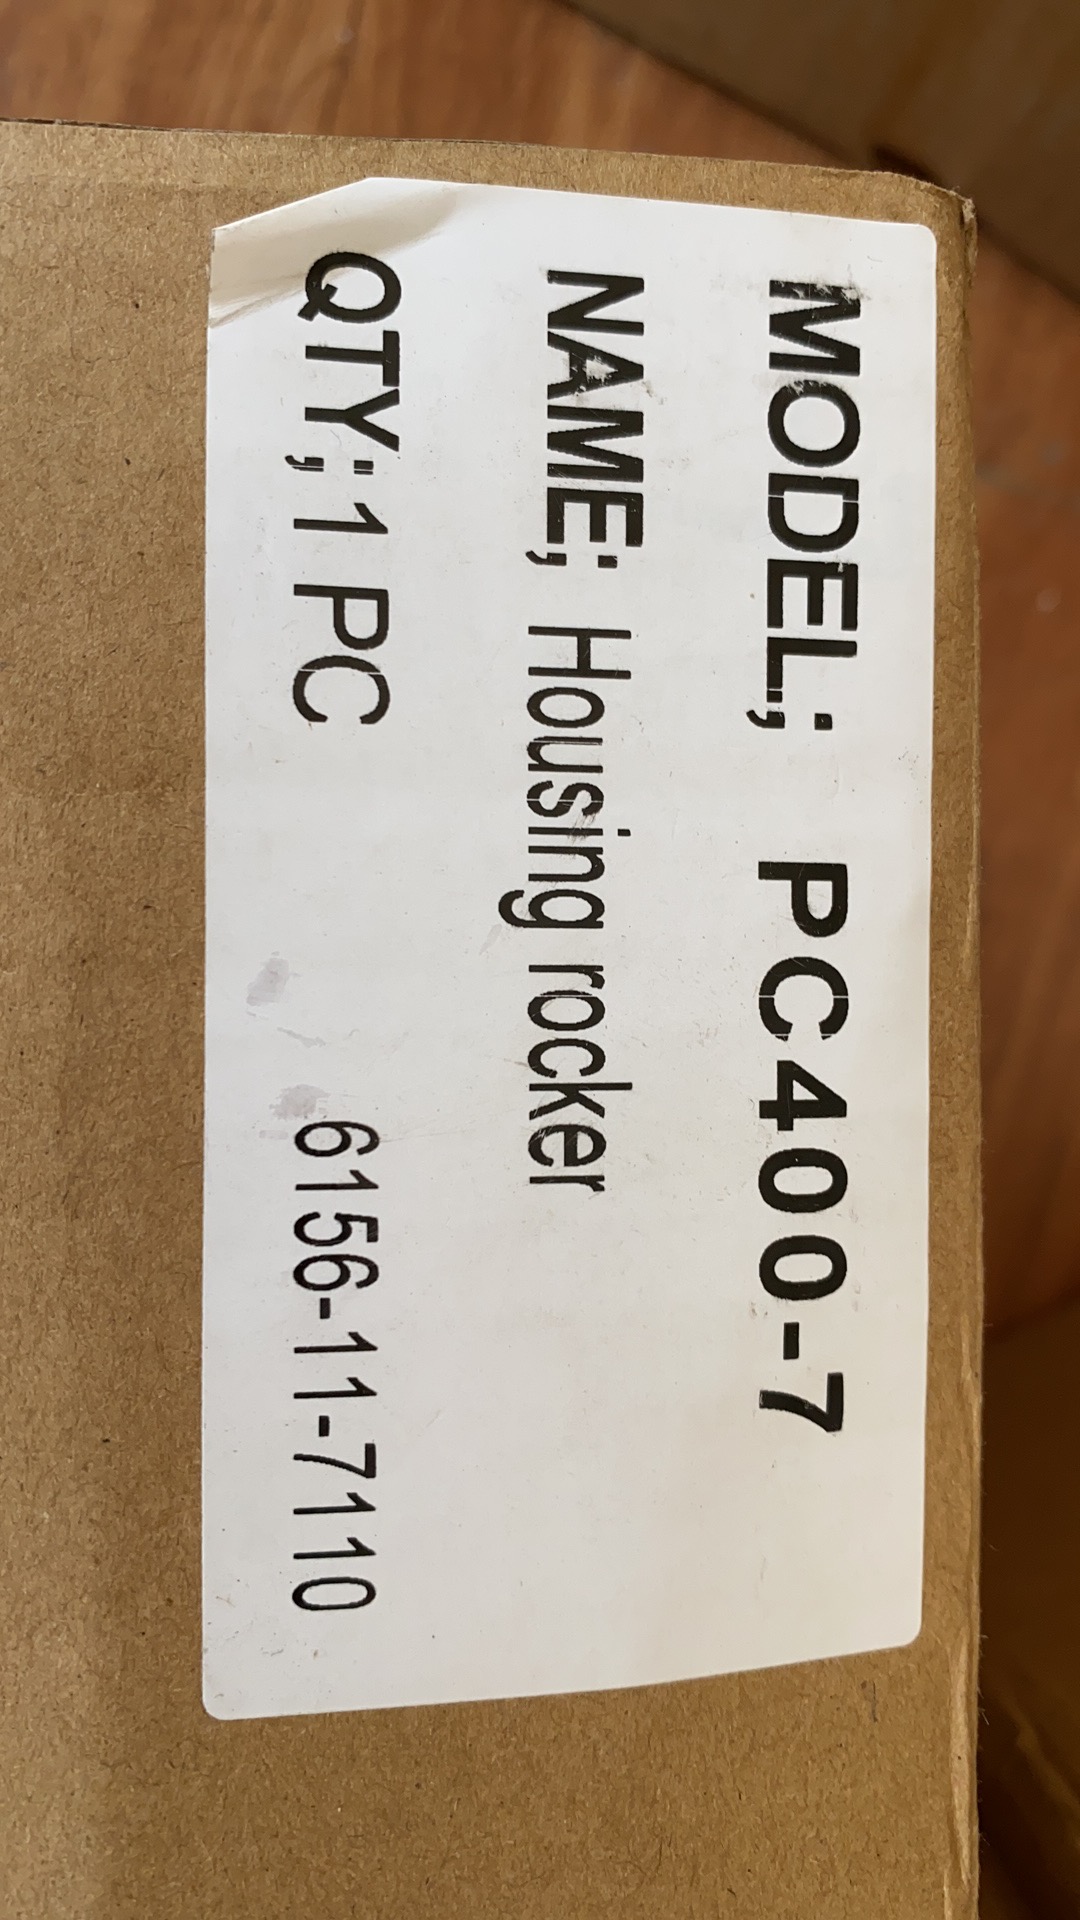 MODEL; PC400-7
NAME; Housing rocker
QTY; 1 PC 6156-11-7110